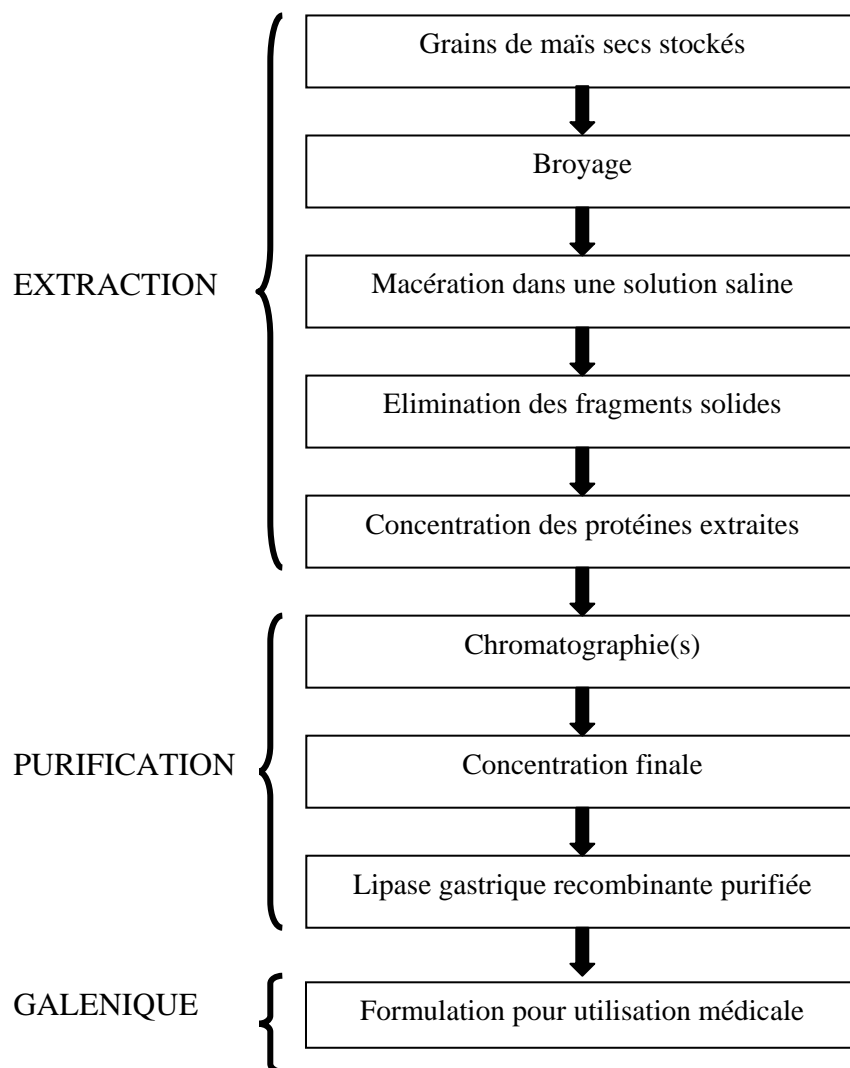 Grains de maïs secs stockés
Broyage
EXTRACTION
Macération dans une solution saline
Elimination des fragments solides
Concentration des protéines extraites
Chromatographie(s)
PURIFICATION
Concentration finale
Lipase gastrique recombinante purifiée
GALENIQUE
Formulation pour utilisation médicale